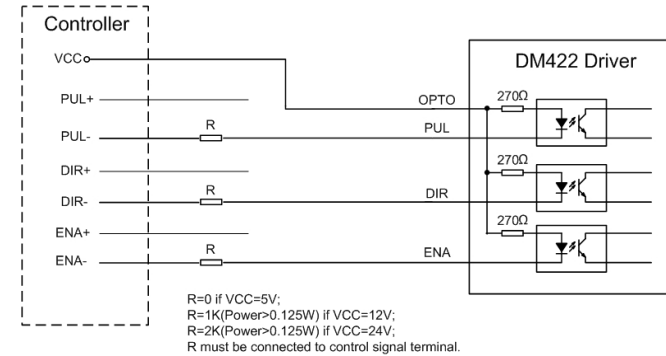 Controller
VCC
DM422 Driver
PUL+
OPTO
270Ω
PUL-
R
PUL
DIR+
270Ω
DIR-
R
DIR
270Ω
ENA+
ENA-
R
ENA
R=0 if VCC=5V;
R=1K(Power>0.125W) if VCC=12V;
R=2K(Power>0.125W) if VCC=24V;
R must be connected to control signal terminal.